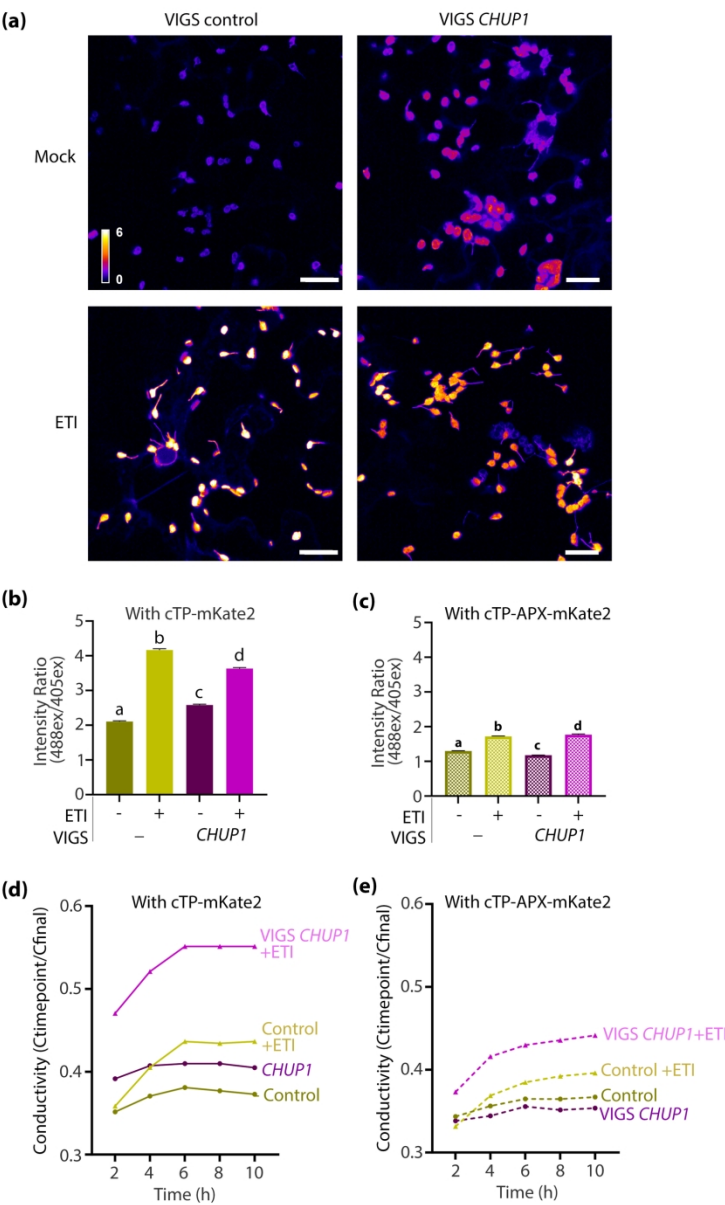 (a)
VIGS control
VIGS CHUP1
Mock
6
0
ETI
(b)
With cTP-mKate2
Intensity Ratio
(488ex/405ex)
5
4
3
2
1
0
a
b
c
d
ETI - + - +
VIGS – CHUP1
(c)
With cTP-APX-mKate2
Intensity Ratio
(488ex/405ex)
5
4
3
2
1
0
a
b
c
d
ETI - + - +
VIGS – CHUP1
(d)
With cTP-mKate2
Conductivity (Ctimepoint/Cfinal)
0.6
0.5
0.4
0.3
VIGS CHUP1
+ETI
Control
+ETI
CHUP1
Control
2 4 6 8 10
Time (h)
(e)
With cTP-APX-mKate2
Conductivity (Ctimepoint/Cfinal)
0.6
0.5
0.4
0.3
VIGS CHUP1+ETI
Control +ETI
Control
VIGS CHUP1
2 4 6 8 10
Time (h)